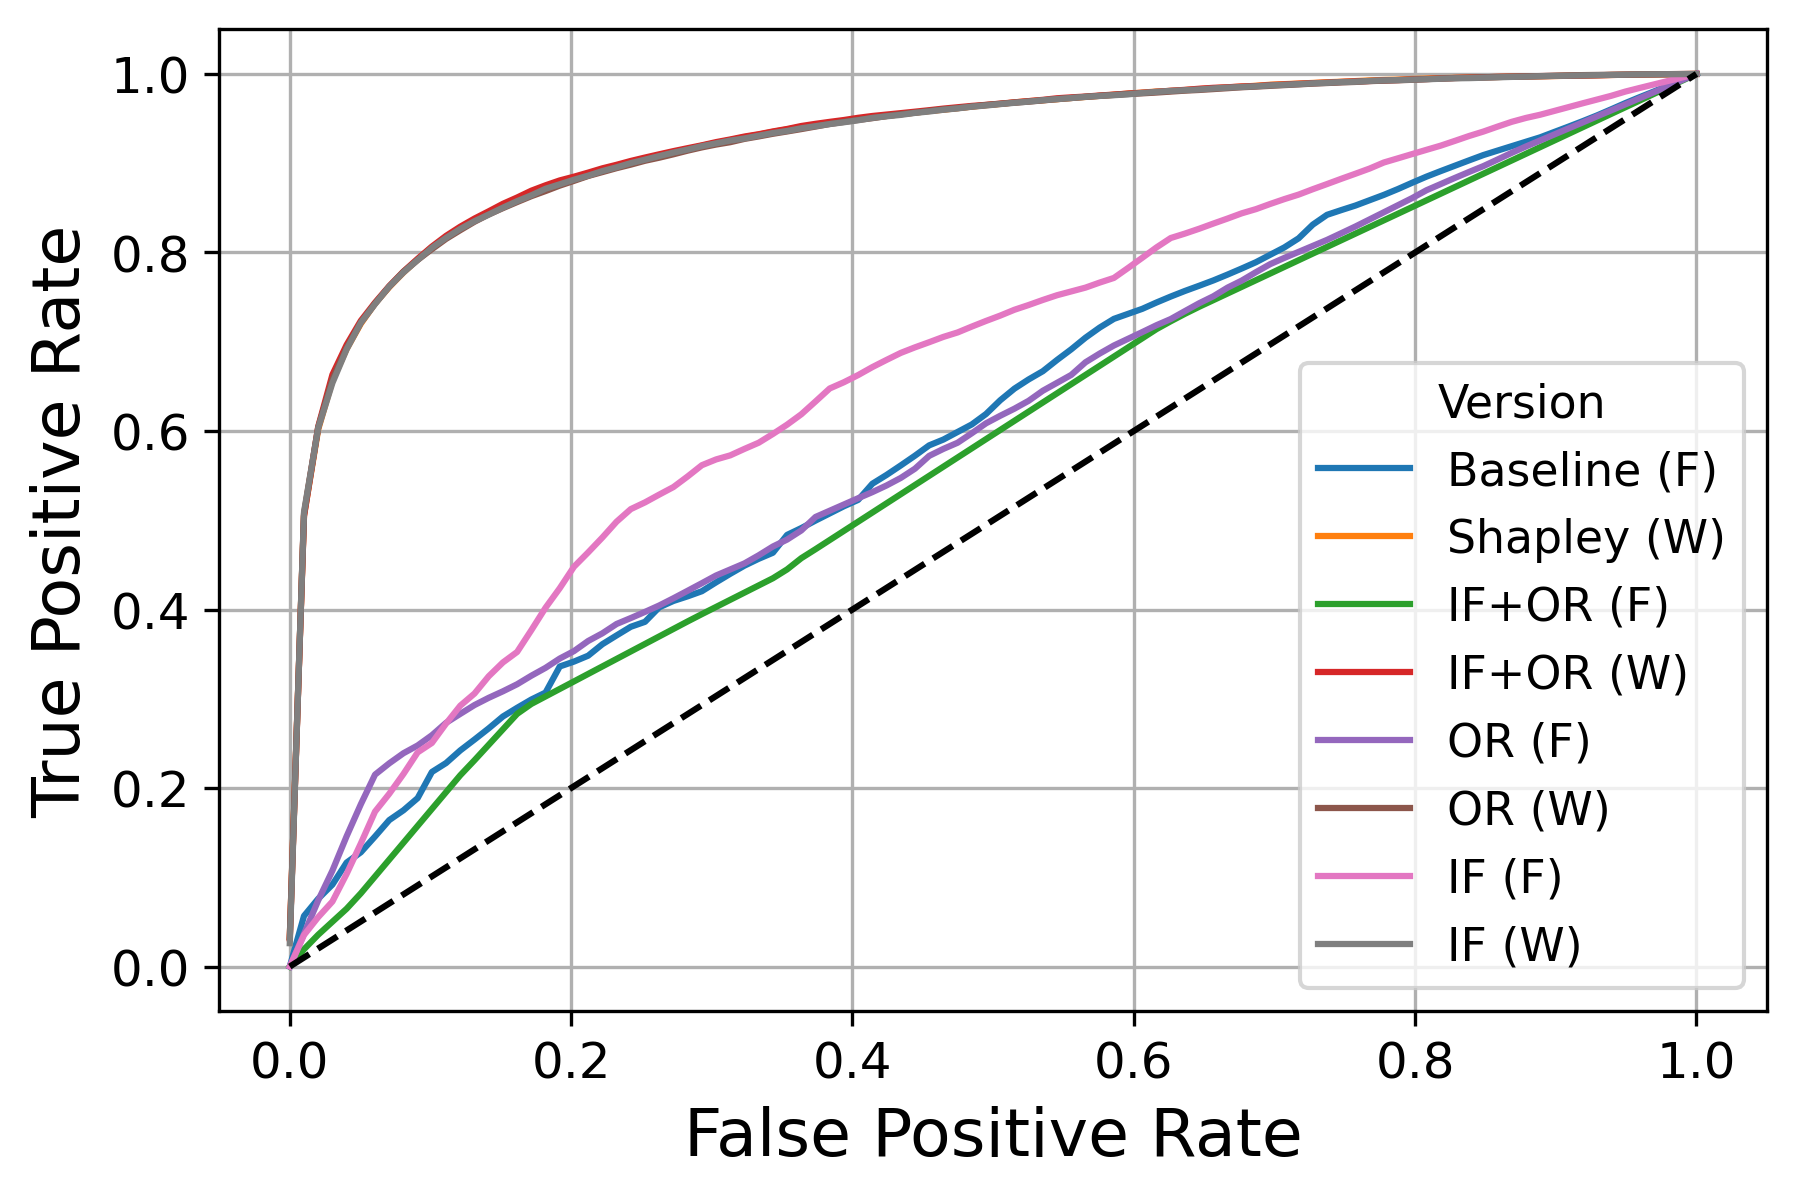 True Positive Rate
1.0
0.8
0.6
0.4
0.2
0.0
0.0 0.2 0.4 0.6 0.8 1.0
False Positive Rate
Version
Baseline (F)
Shapley (W)
IF+OR (F)
IF+OR (W)
OR (F)
OR (W)
IF (F)
IF (W)